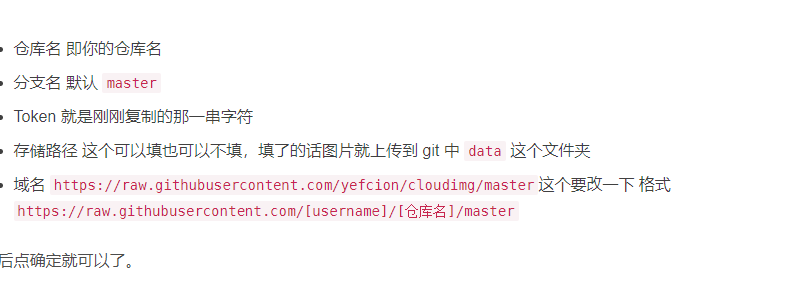 仓库名 即你的仓库名
分支名 默认 master
Token 就是刚刚复制的那一串字符
存储路径 这个可以填也可以不填，填了的话图片就上传到 git 中 data 这个文件夹
域名 https://raw.githubusercontent.com/yefcion/cloudimg/master 这个要改一下 格式
https://raw.githubusercontent.com/[username]/[仓库名]/master
后点确定就可以了。